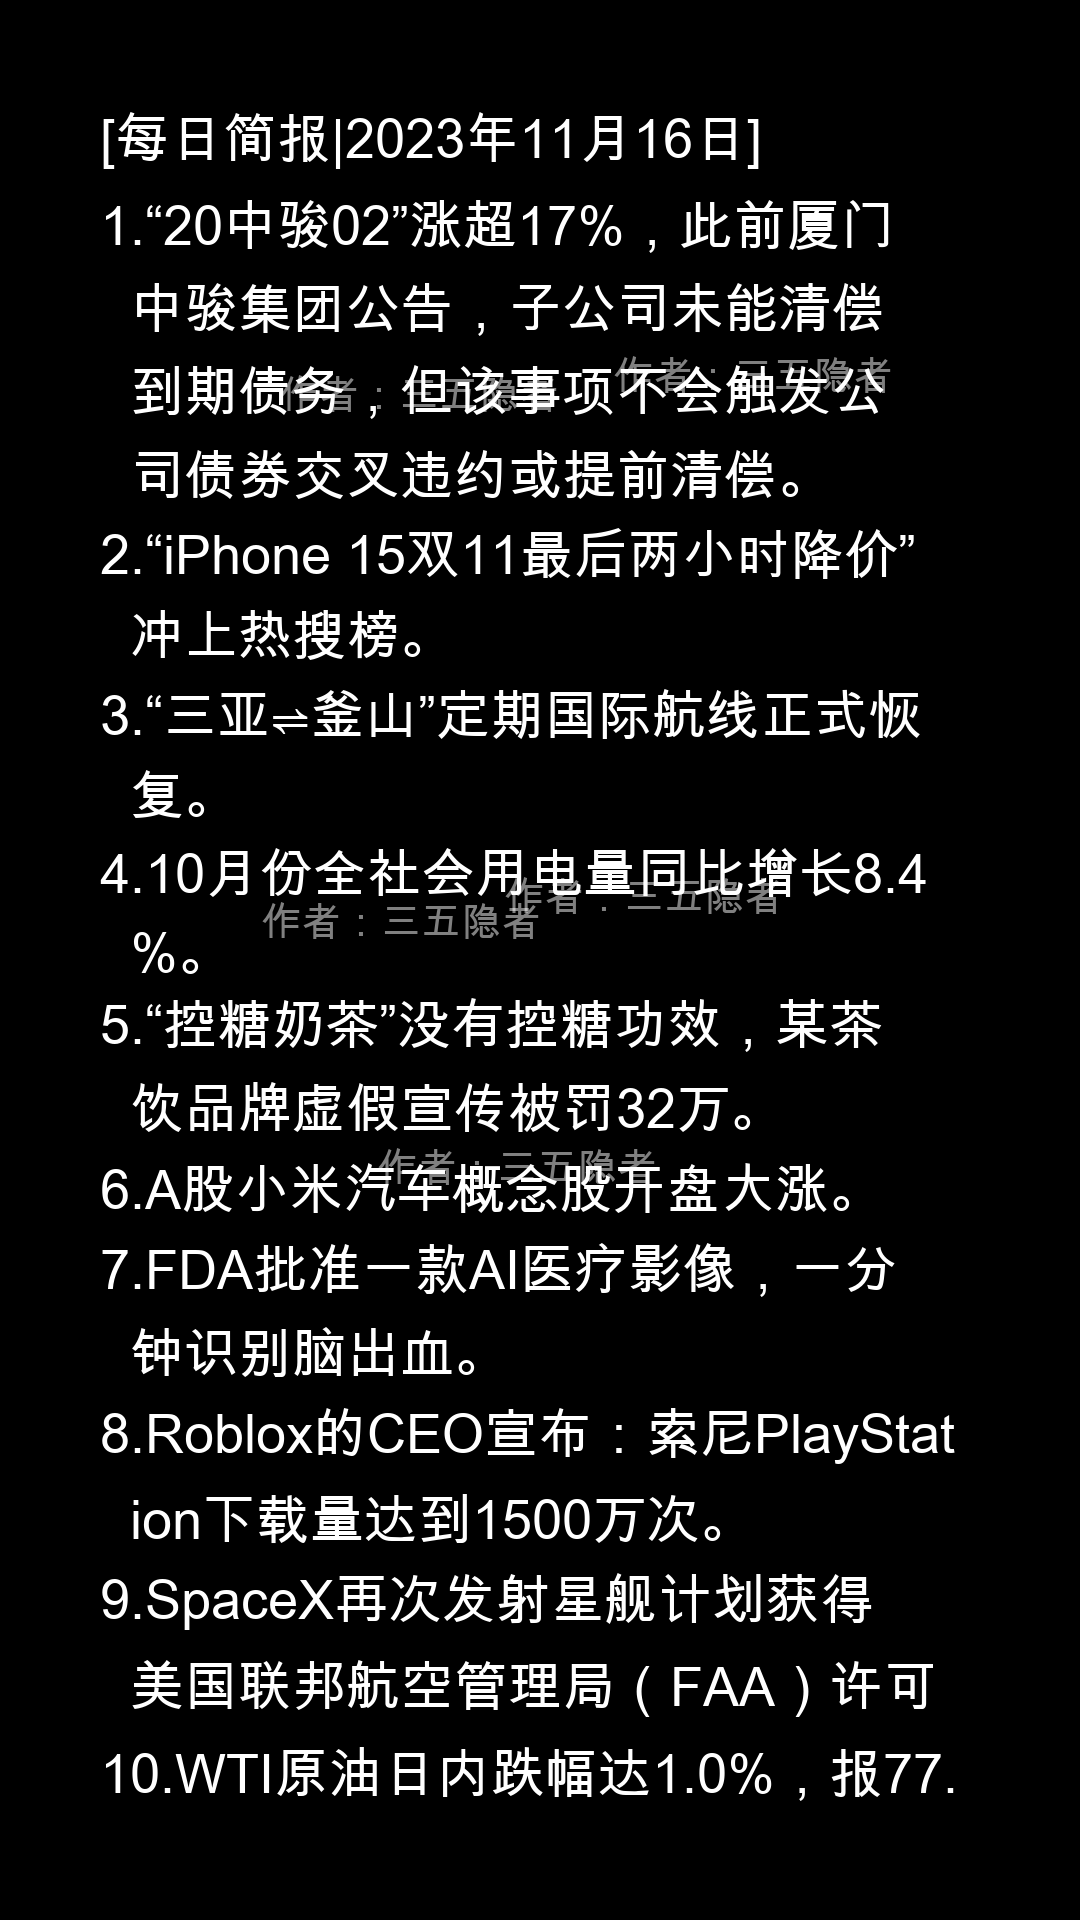 [每日简报|2023年11月16日]
1.“20中骏02”涨超17%，此前厦门
中骏集团公告，子公司未能清偿
到期债务，但该事项不会触发公
作者：三五隐者
作者：三五隐者
司债券交叉违约或提前清偿。
2.“iPhone 15双11最后两小时降价”
冲上热搜榜。
3.“三亚⇌釜山”定期国际航线正式恢
复。
4.10月份全社会用电量同比增长8.4
作者：三五隐者
作者：三五隐者
%。
5.“控糖奶茶”没有控糖功效，某茶
饮品牌虚假宣传被罚32万。
作者：三五隐者
6.A股小米汽车概念股开盘大涨。
7.FDA批准一款AI医疗影像，一分
钟识别脑出血。
8.Roblox的CEO宣布：索尼PlayStat
ion下载量达到1500万次。
9.SpaceX再次发射星舰计划获得
美国联邦航空管理局（FAA）许可
10.WTI原油日内跌幅达1.0%，报77.